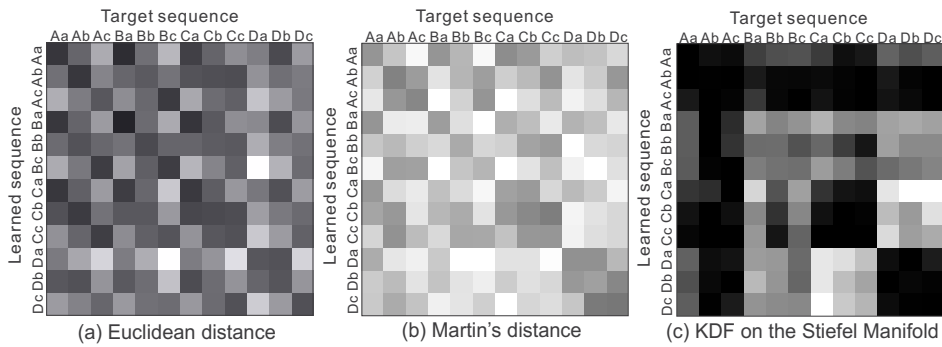 Target sequence
Aa Ab Ac Ba Bb Bc Ca Cb Cc Da Db Dc
Learned sequence
Aa
Ab
Ac
Ba
Bb
Bc
Ca
Cb
Cc
Da
Db
Dc
(a) Euclidean distance
Target sequence
Aa Ab Ac Ba Bb Bc Ca Cb Cc Da Db Dc
Learned sequence
Aa
Ab
Ac
Ba
Bb
Bc
Ca
Cb
Cc
Da
Db
Dc
(b) Martin's distance
Target sequence
Aa Ab Ac Ba Bb Bc Ca Cb Cc Da Db Dc
Learned sequence
Aa
Ab
Ac
Ba
Bb
Bc
Ca
Cb
Cc
Da
Db
Dc
(c) KDF on the Stiefel Manifold